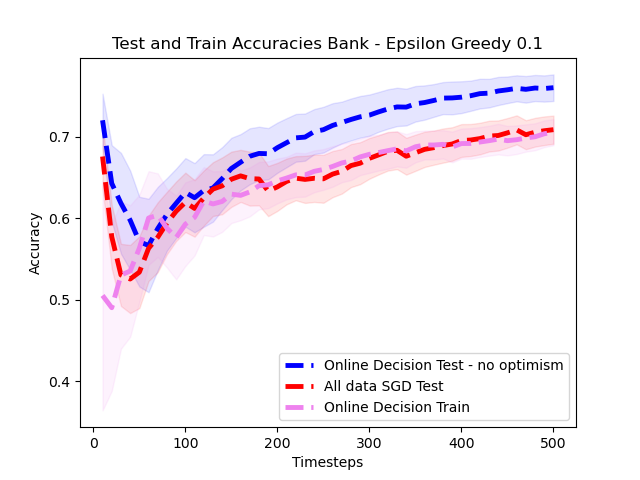 Test and Train Accuracies Bank - Epsilon Greedy 0.1
Accuracy
0.7
0.6
0.5
0.4
0
100
200
300
400
500
Timesteps
Online Decision Test - no optimism
All data SGD Test
Online Decision Train